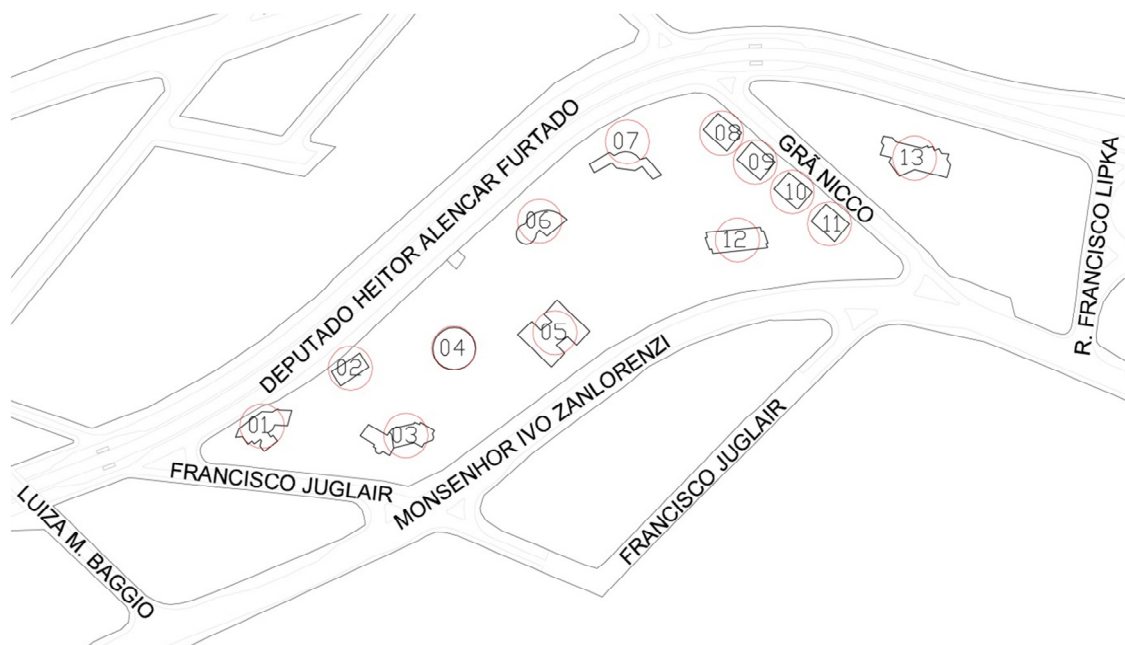 DEPUTADO HEITOR ALENCAR FURTADO
07
08
09
10
11
GRÃ NICCO
13
R. FRANCISCO LIPKA
06
12
05
04
02
01
03
FRANCISCO JUGLAIR
MONSENHOR IVO ZANLORENZI
FRANCISCO JUGLAIR
LUIZA M. BAGGIO